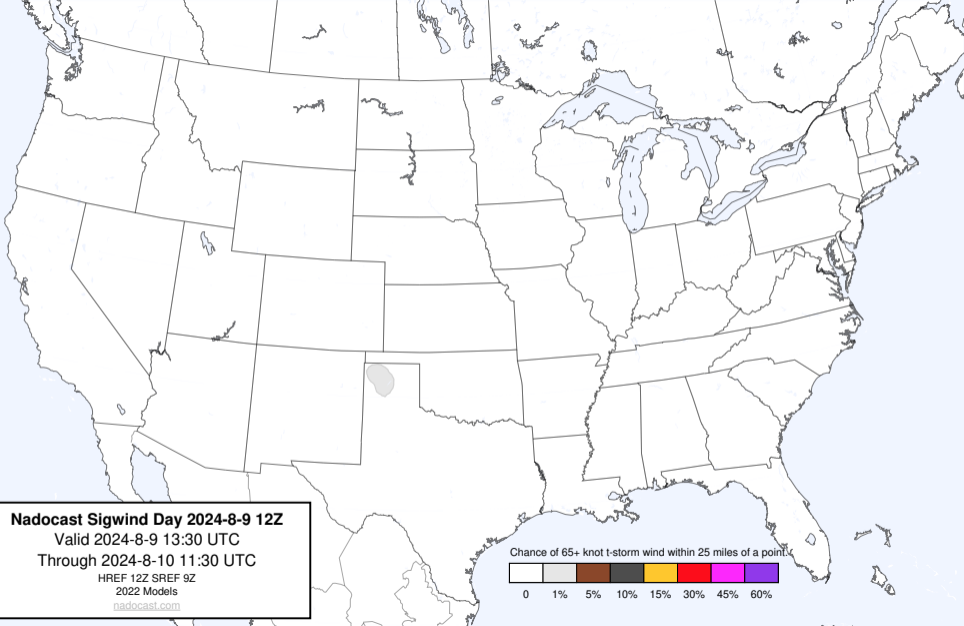 Nadocast Sigwind Day 2024-8-9 12Z
Valid 2024-8-9 13:30 UTC
Through 2024-8-10 11:30 UTC
HREF 12Z SREF 9Z
2022 Models
nadocast.com
Chance of 65+ knot t-storm wind within 25 miles of a point.
0 1% 5% 10% 15% 30% 45% 60%